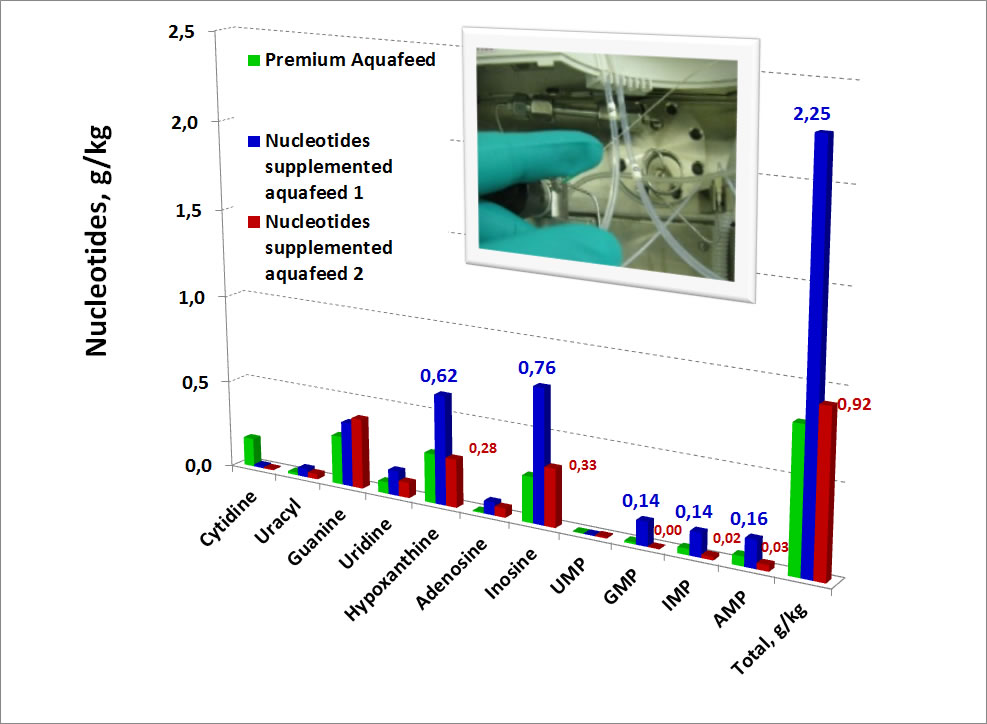 2,5
2,0
1,5
1,0
0,5
0,0
Nucleotides, g/kg
Premium Aquafeed
Nucleotides
supplemented
aquafeed 1
Nucleotides
supplemented
aquafeed 2
2,25
0,92
0,62
0,28
0,76
0,33
0,14
0,00
0,14
0,02
0,16
0,03
Cytidine
Uracyl
Guanine
Uridine
Hypoxanthine
Adenosine
Inosine
UMP
GMP
IMP
AMP
Total, g/kg